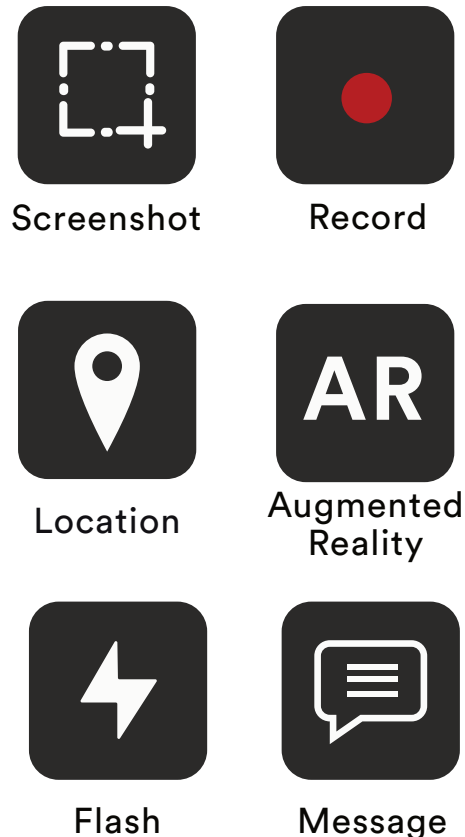 Screenshot
Record
Location
AR
Augmented
Reality
Flash
Message